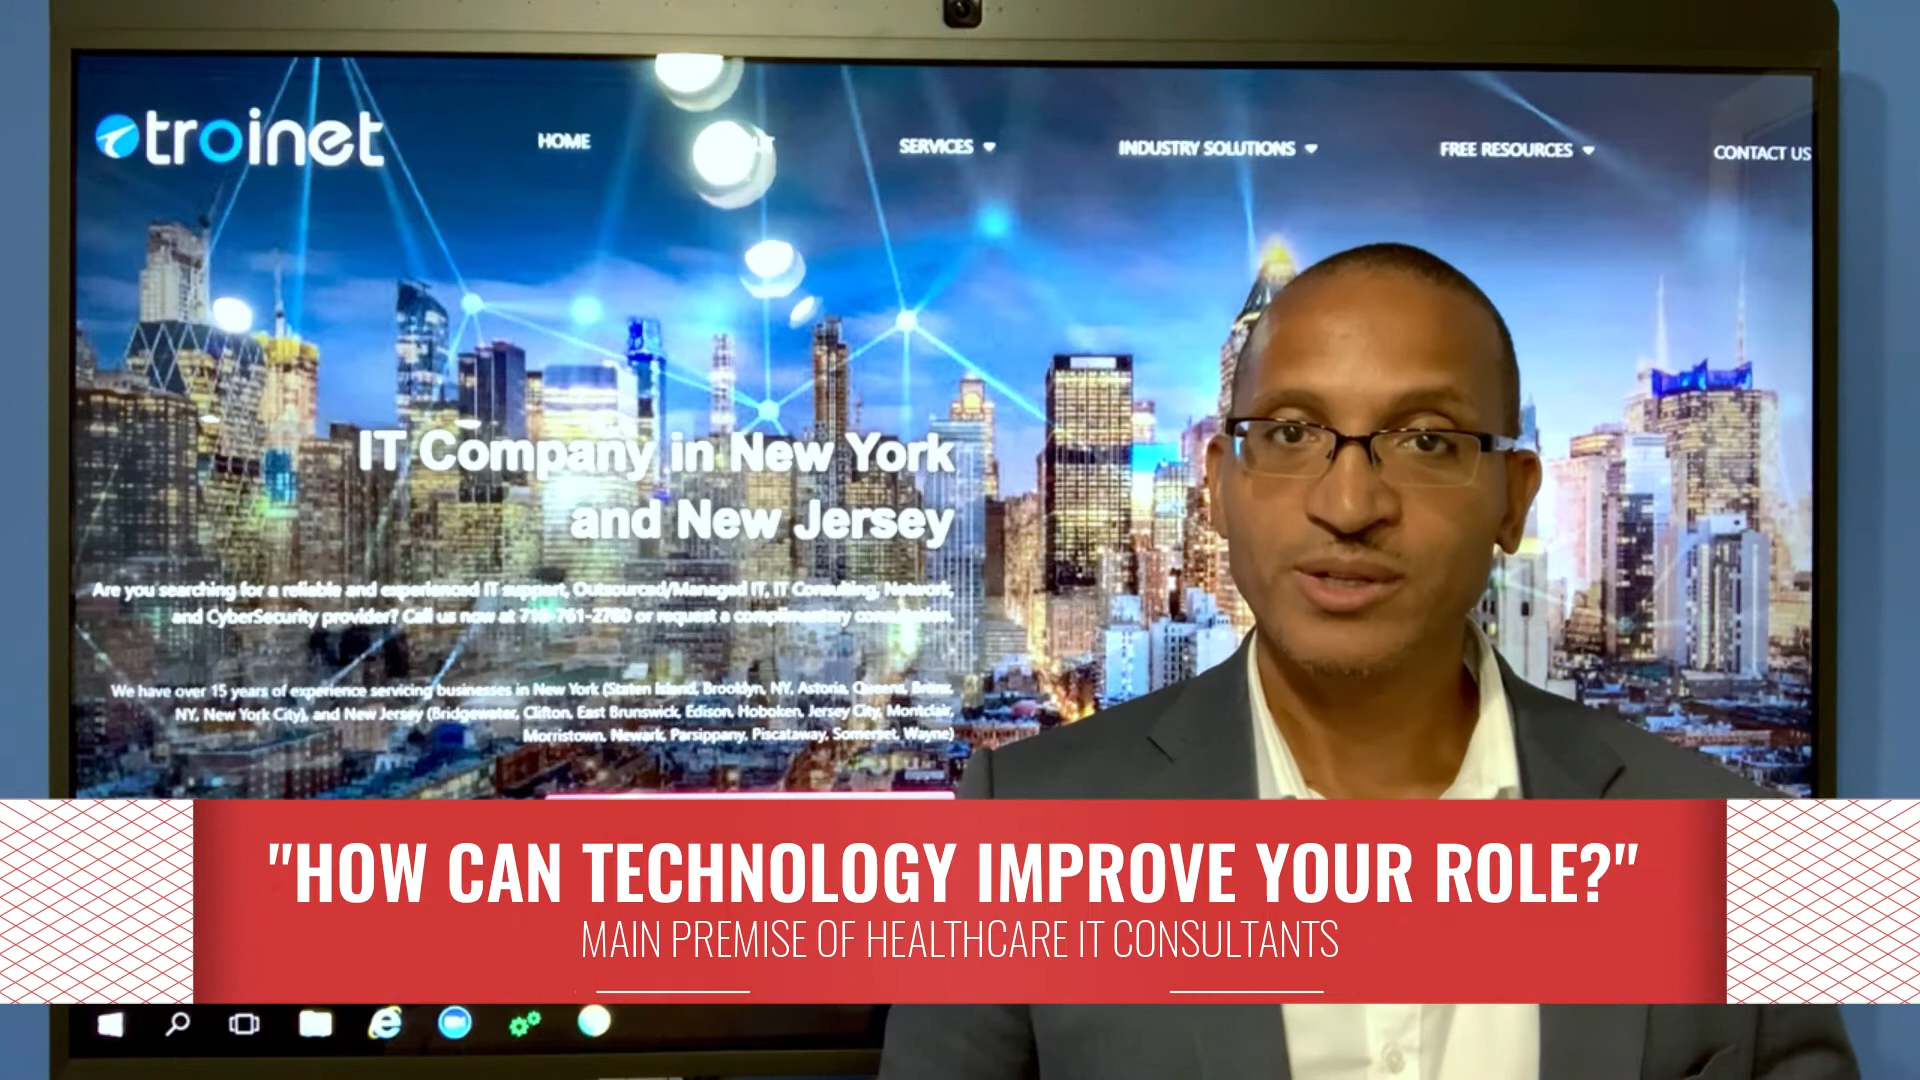 troinet
HOME
SERVICES
INDUSTRY SOLUTIONS
FREE RESOURCES
CONTACT US
IT Company in New York
and New Jersey
Are you searching for a reliable and experienced IT support, Outsourced/Managed IT, IT Consulting, Network,
and CyberSecurity provider? Call us now at or request a complimentary consultation.
We have over 15 years of experience servicing businesses in New York (Staten Island, Brooklyn, NY, Astoria, Queens, Bronx,
NY, New York City), and New Jersey (Bridgewater, Clifton, East Brunswick, Edison, Hoboken, Jersey City, Montclair,
Morristown, Newark, Parsippany, Piscataway, Somerset, Wayne)
"HOW CAN TECHNOLOGY IMPROVE YOUR ROLE?"
MAIN PREMISE OF HEALTHCARE IT CONSULTANTS